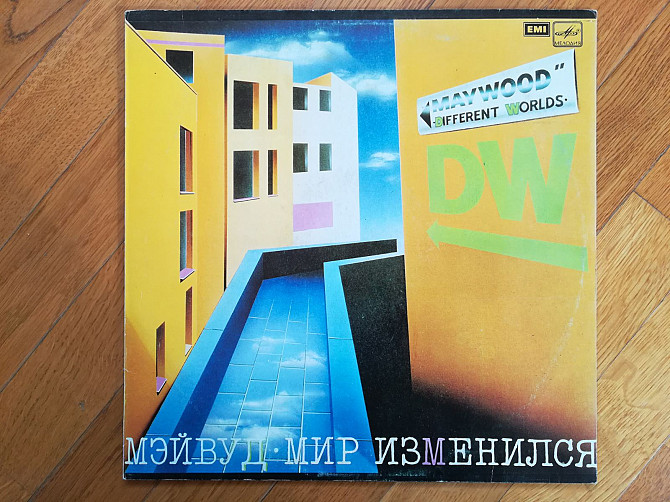 EMI
МЕЛОДИЯ
"MAYWOOD"
·DIFFERENT WORLDS·
DW
МЭЙВУД·МИР ИЗМЕНИЛСЯ